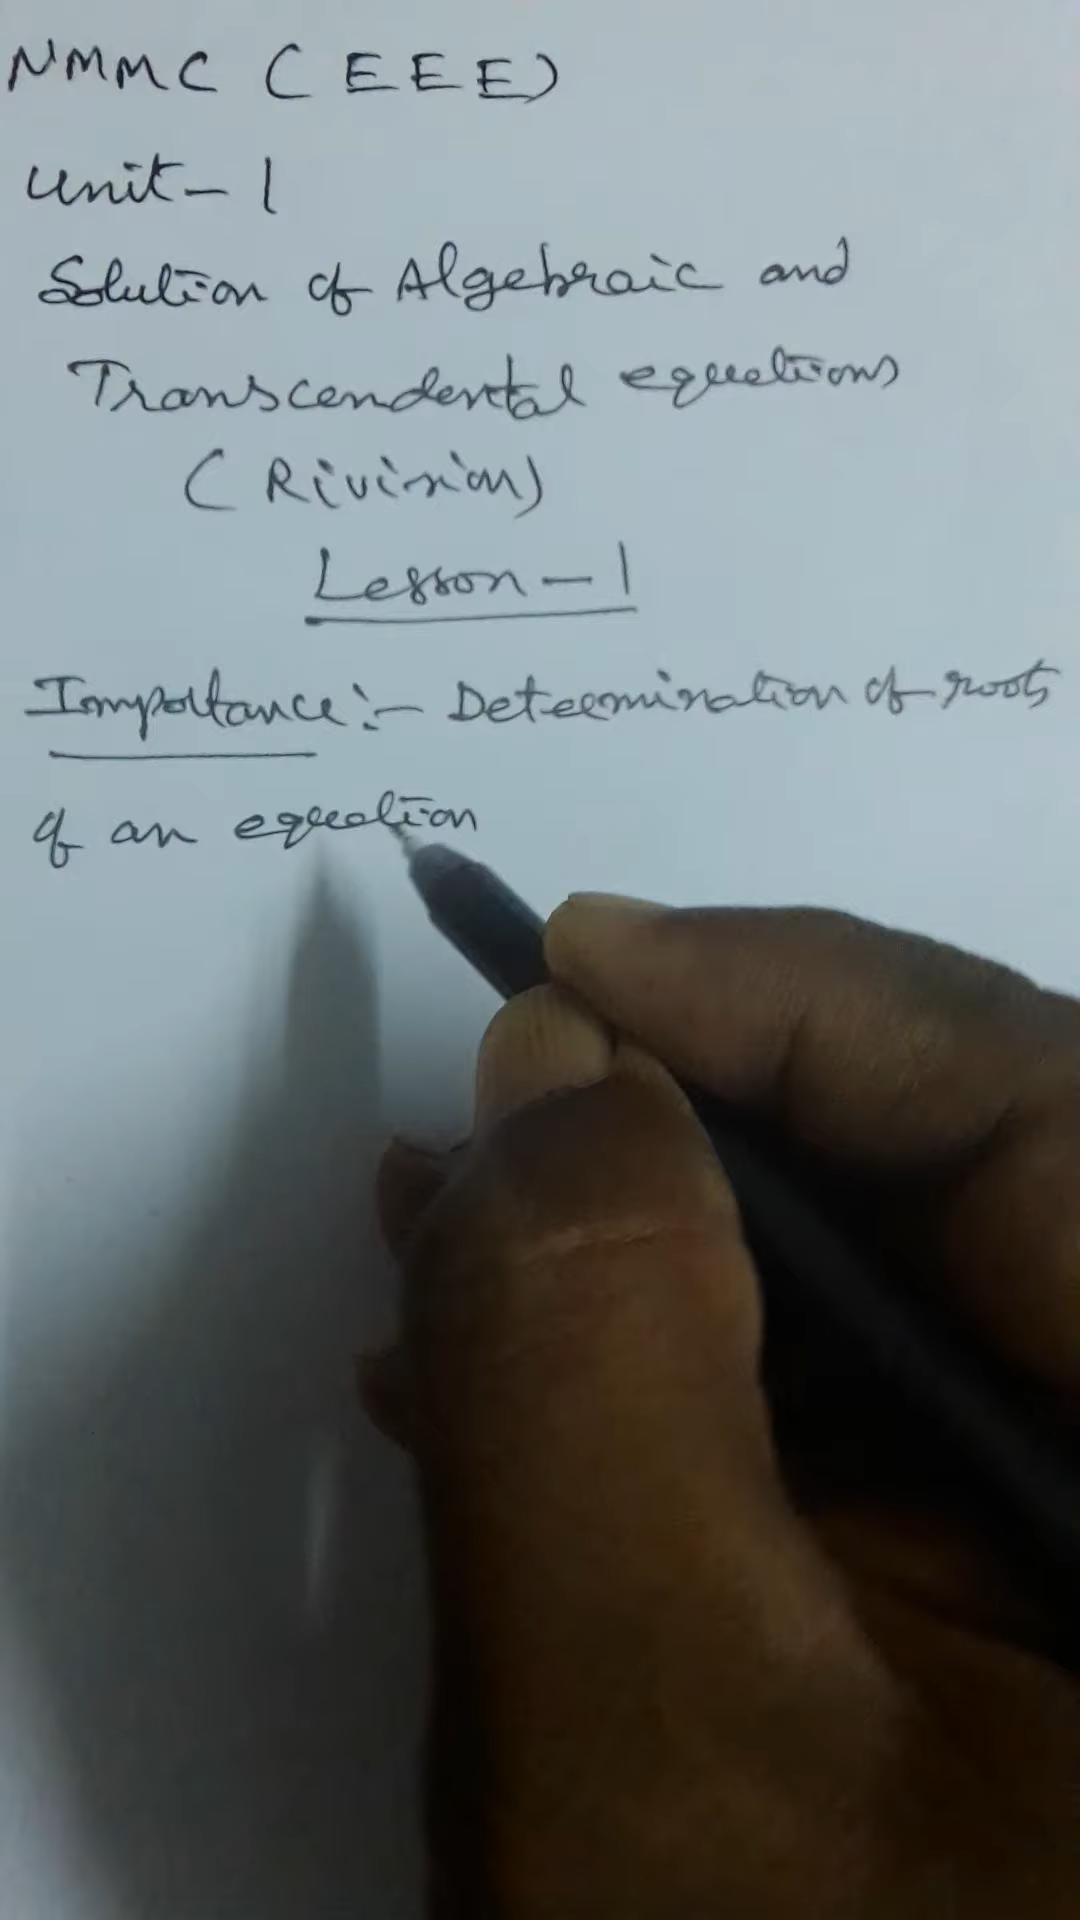 NMMC (EEE)
Unit-1
Solution of Algebraic and
Transcendental equations
(Rivision)
Lesson-1
Importance:- Determination of roots
of an equation